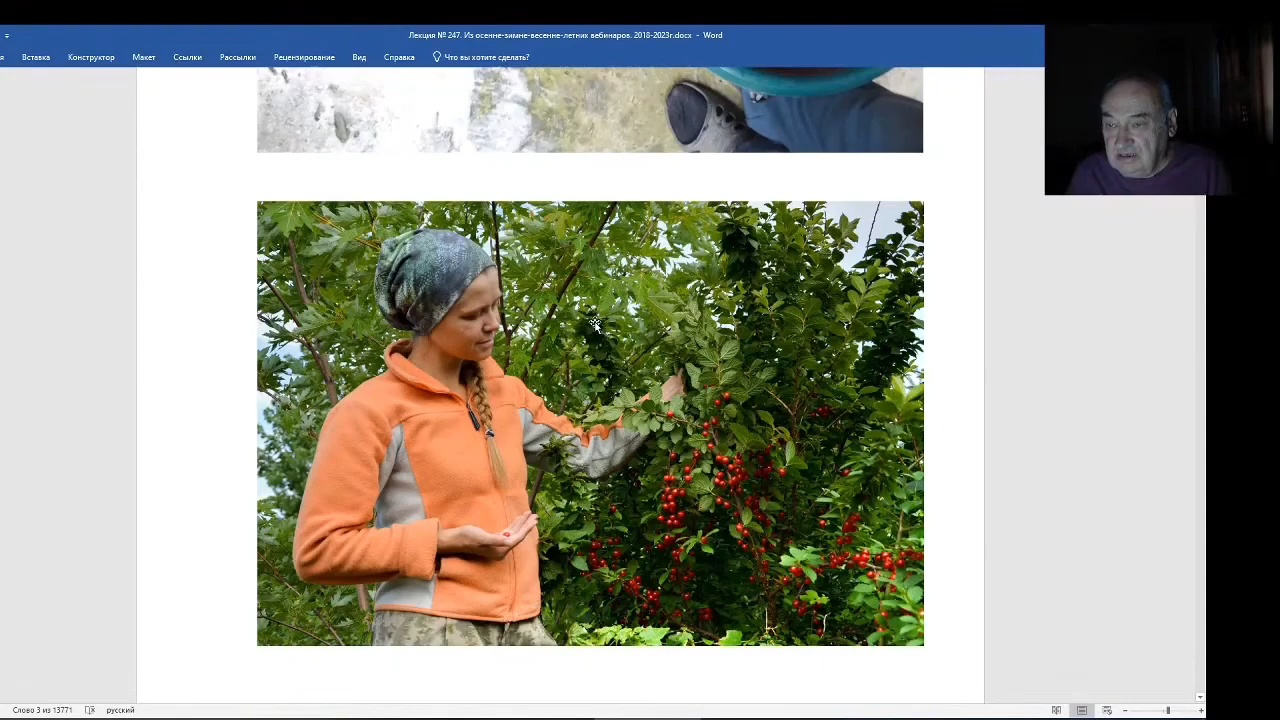 Лекция № 247. Из осенне-зимне-весенне-летних вебинаров. 2018-2023г.docx - Word
я Вставка Конструктор Макет Ссылки Рассылки Рецензирование Вид Справка Что вы хотите сделать?
Слово 3 из 13771 русский